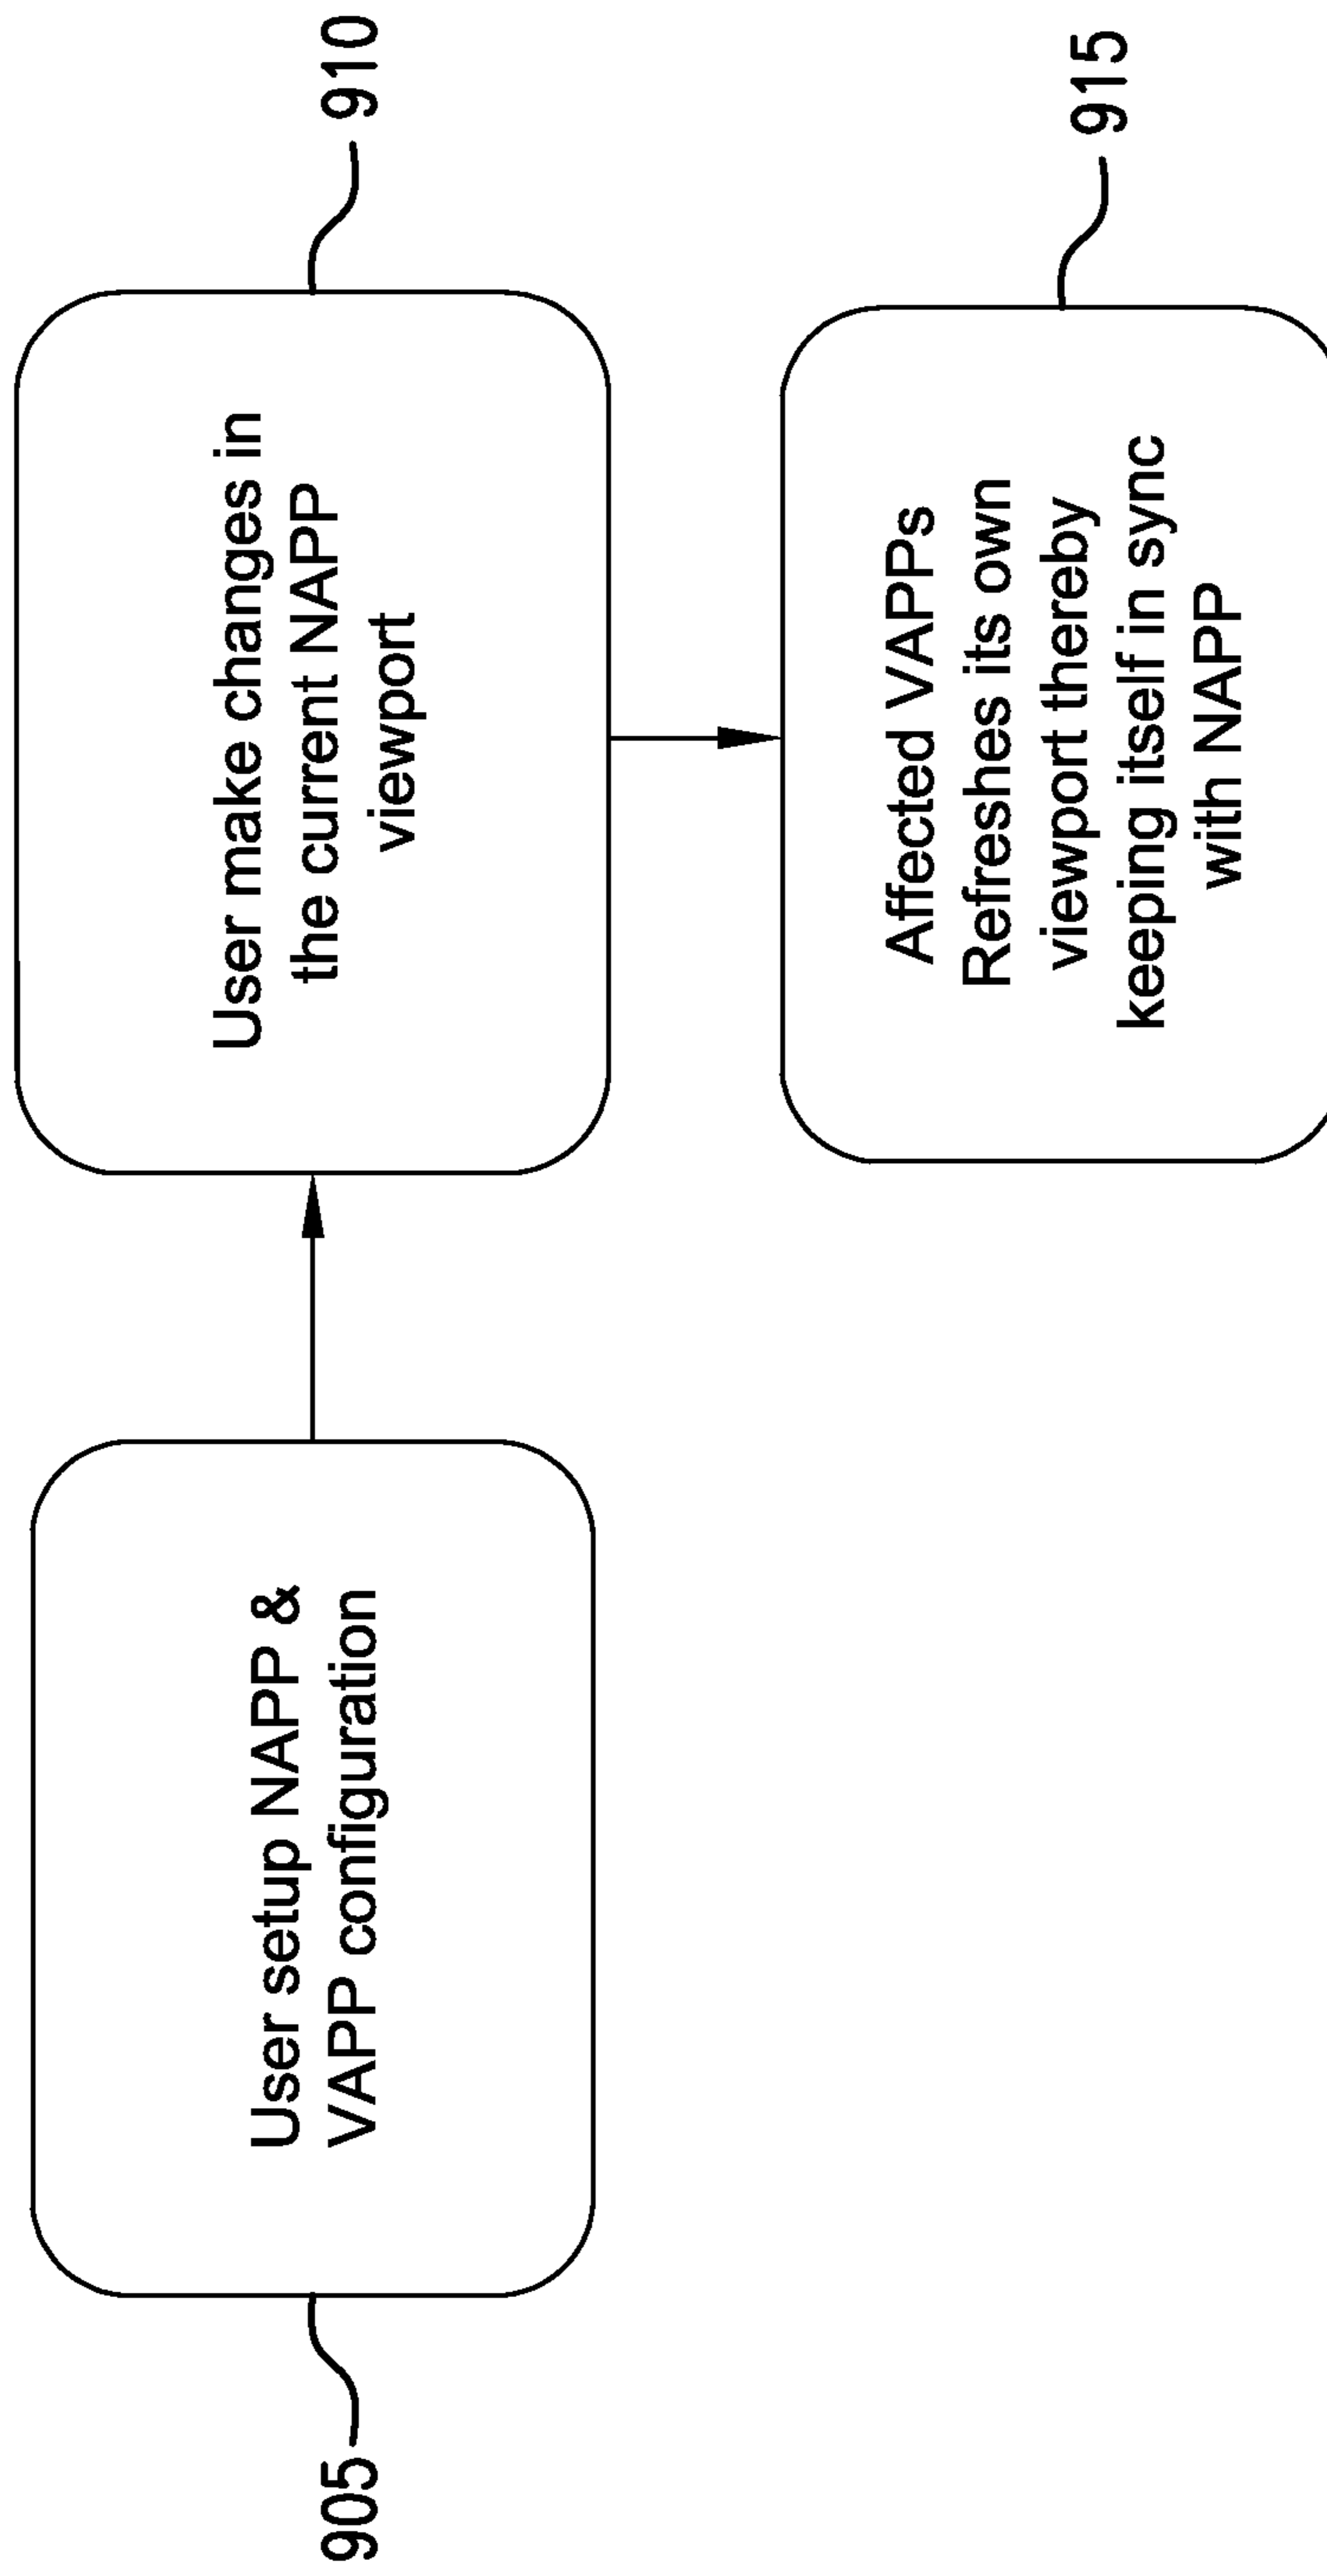 905
User setup NAPP &
VAPP configuration
User make changes in
the current NAPP
viewport
910
Affected VAPPs
Refreshes its own
viewport thereby
keeping itself in sync
with NAPP
915